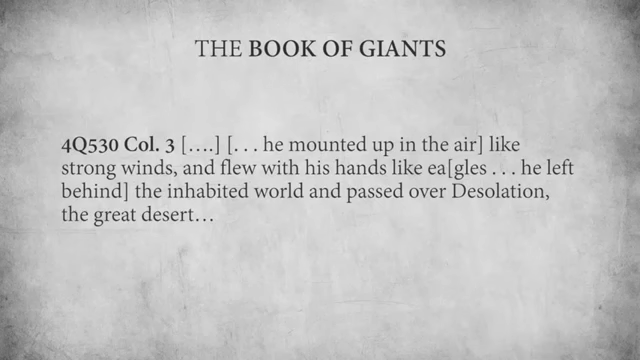 THE BOOK OF GIANTS
4Q530 Col. 3 [....] [. . . he mounted up in the air] like
strong winds, and flew with his hands like ea[gles . . . he left
behind] the inhabited world and passed over Desolation,
the great desert…